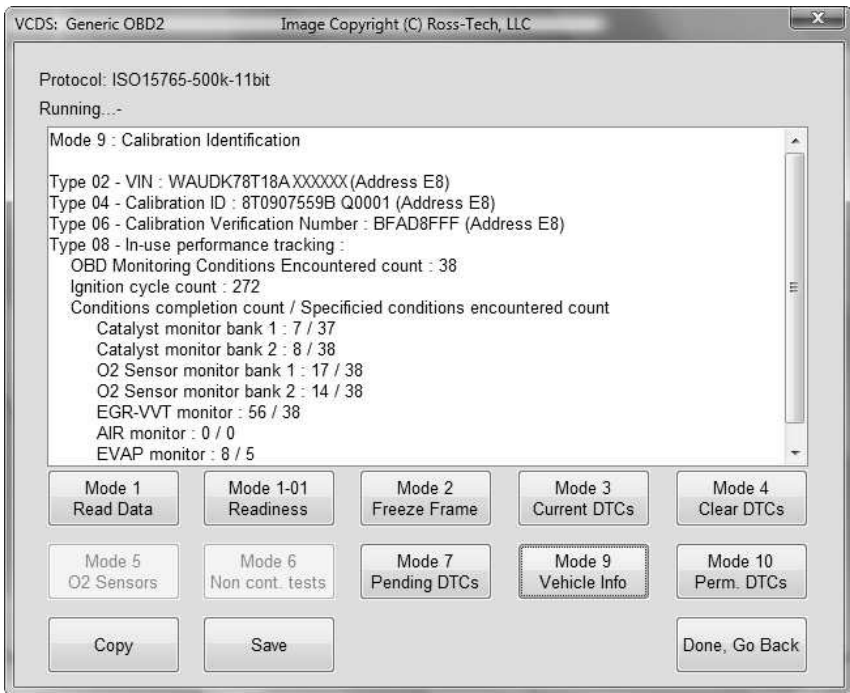 VCDS: Generic OBD2 Image Copyright (C) Ross-Tech, LLC
Protocol: ISO15765-500k-11bit
Running...-
Mode 9 : Calibration Identification
Type 02 - VIN : WAUDK78T18AXXXXXX (Address E8)
Type 04 - Calibration ID : 8T0907559B Q0001 (Address E8)
Type 06 - Calibration Verification Number : BFAD8FFF (Address E8)
Type 08 - In-use performance tracking :
OBD Monitoring Conditions Encountered count : 38
Ignition cycle count : 272
Conditions completion count / Specificied conditions encountered count
Catalyst monitor bank 1 : 7 / 37
Catalyst monitor bank 2 : 8 / 38
O2 Sensor monitor bank 1 : 17 / 38
O2 Sensor monitor bank 2 : 14 / 38
EGR-VVT monitor : 56 / 38
AIR monitor : 0 / 0
EVAP monitor : 8 / 5
Mode 1 Mode 1-01 Mode 2 Mode 3 Mode 4
Read Data Readiness Freeze Frame Current DTCs Clear DTCs
Mode 5 Mode 6 Mode 7 Mode 9 Mode 10
O2 Sensors Non cont. tests Pending DTCs Vehicle Info Perm. DTCs
Copy Save Done, Go Back